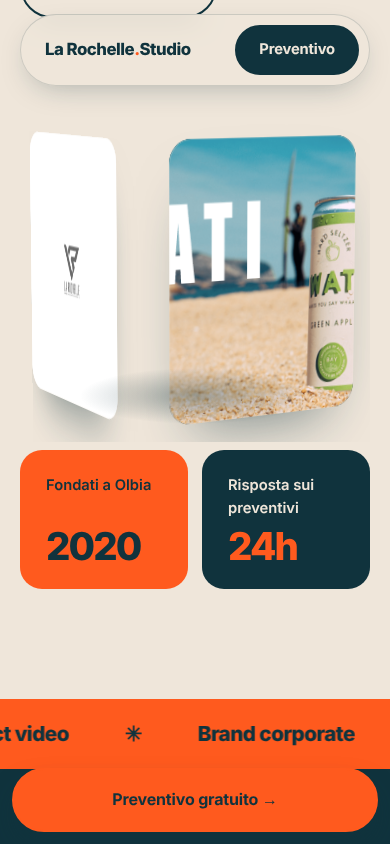 La Rochelle.Studio
Preventivo
ATI
HARD SELTZER
WAT
GREEN APPL
Fondati a Olbia
2020
Risposta sui
preventivi
24h
ct video ✳ Brand corporate
Preventivo gratuito →